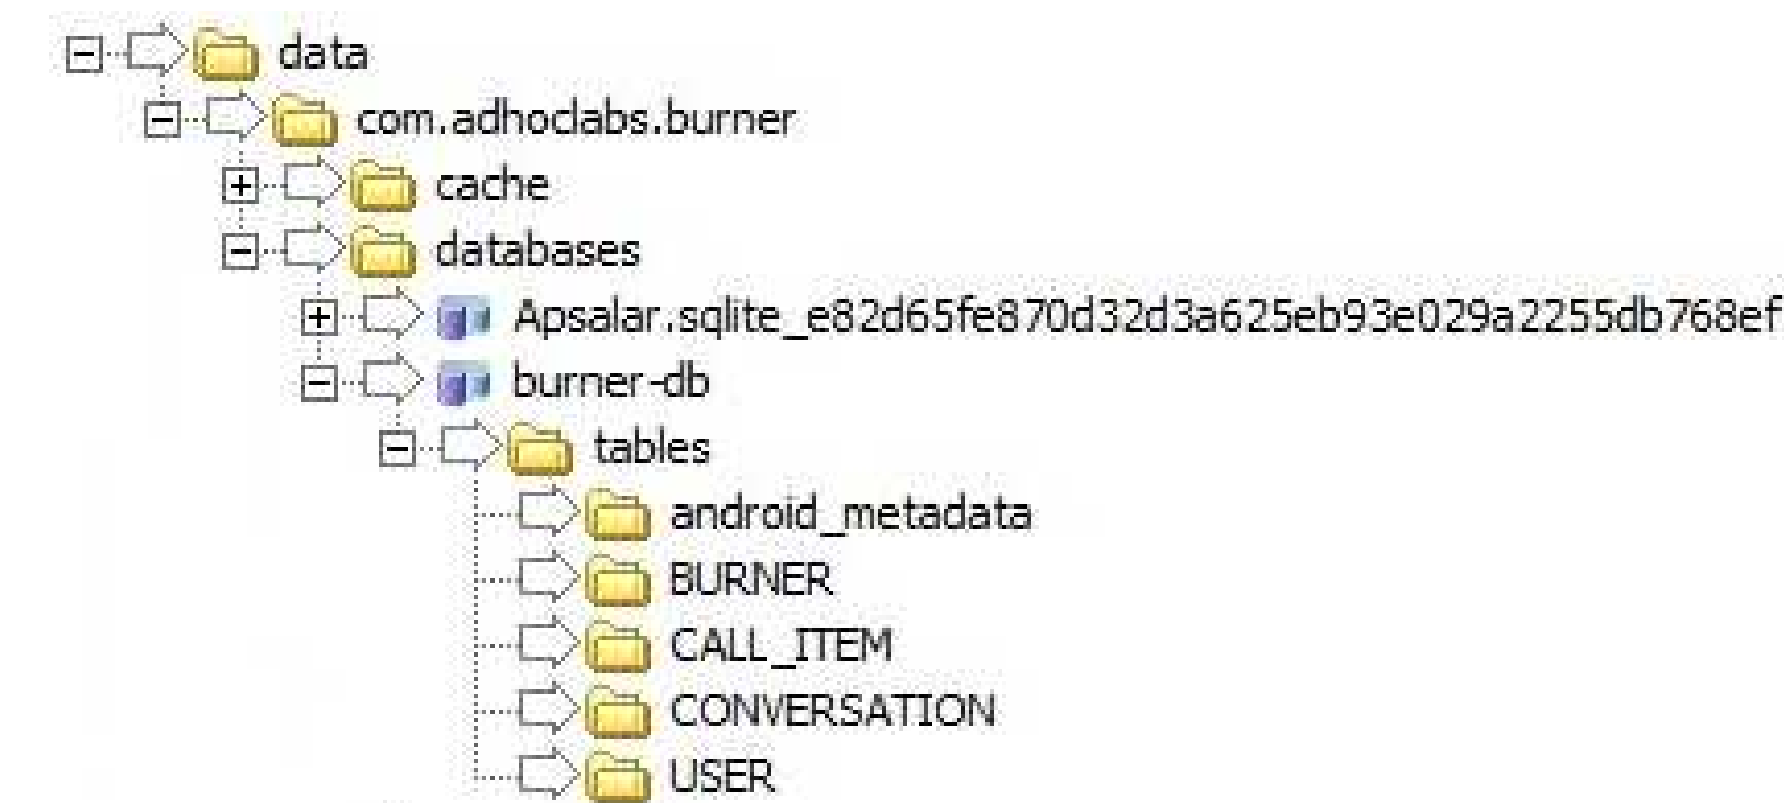 data
com.adhoclabs.burner
cache
databases
Apsalar.sqlite_e82d65fe870d32d3a625eb93e029a2255db768ef
burner-db
tables
android_metadata
BURNER
CALL_ITEM
CONVERSATION
USER